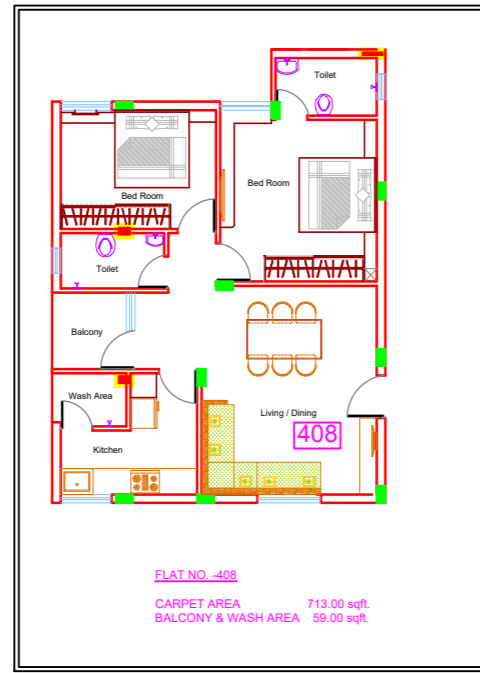 Toilet
Bed Room
Bed Room
Toilet
Balcony
Wash Area
Living / Dining
408
Kitchen
FLAT NO. -408
CARPET AREA 713.00 sqft.
BALCONY & WASH AREA 59.00 sqft.